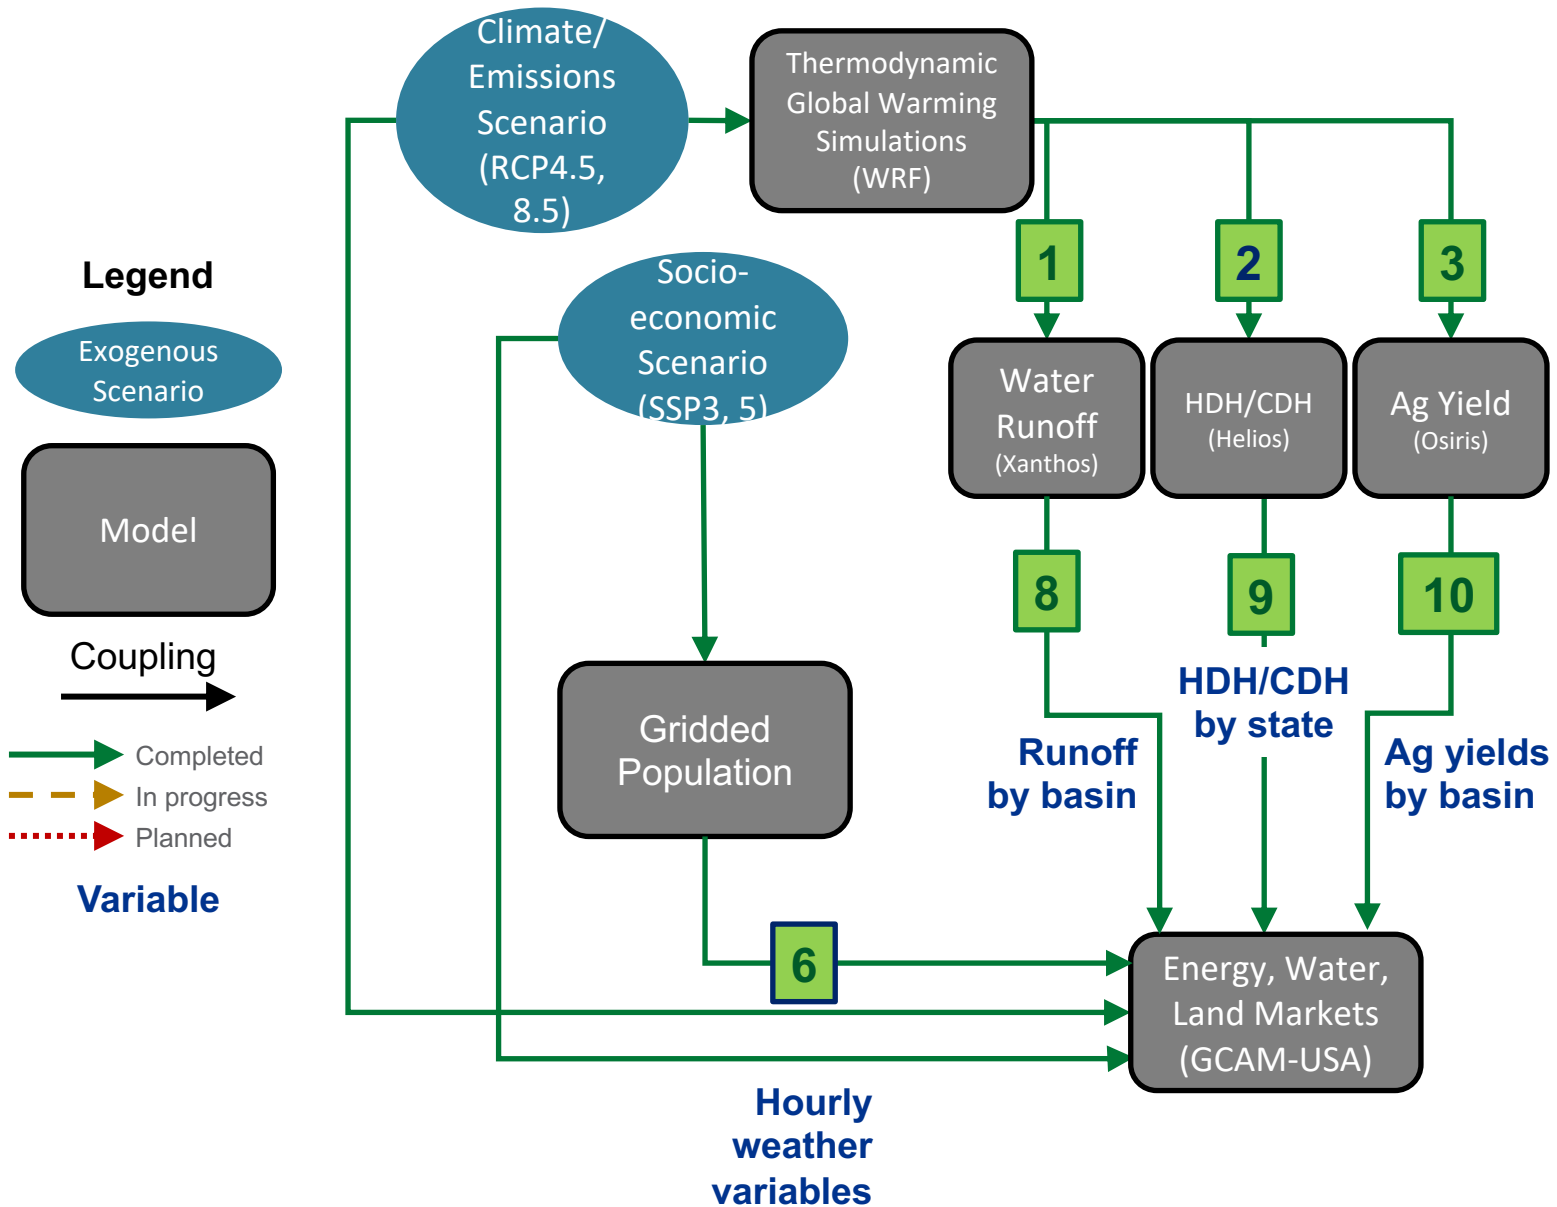 Climate/
Emissions
Scenario
(RCP4.5,
8.5)
Thermodynamic
Global Warming
Simulations
(WRF)
1
2
3
Legend
Exogenous
Scenario
Model
Coupling
Completed
In progress
Planned
Variable
Socio-
economic
Scenario
(SSP3, 5)
Water
Runoff
(Xanthos)
HDH/CDH
(Helios)
Ag Yield
(Osiris)
8
9
10
HDH/CDH
by state
Runoff
by basin
Ag yields
by basin
Gridded
Population
6
Energy, Water,
Land Markets
(GCAM-USA)
Hourly
weather
variables